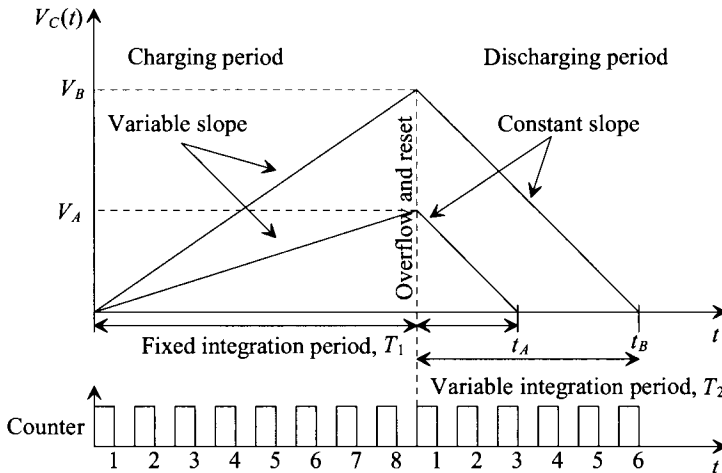 V_C(t)
Charging period
Discharging period
V_B
Variable slope
Constant slope
Overflow and reset
V_A
t
Fixed integration period, T_1
t_A
t_B
Variable integration period, T_2
Counter
1 2 3 4 5 6 7 8 1 2 3 4 5 6
t